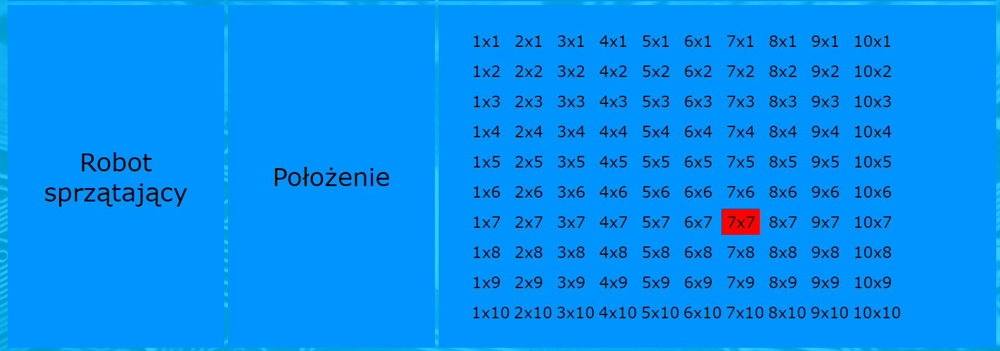 Robot
sprzątający
Położenie
1x1 2x1 3x1 4x1 5x1 6x1 7x1 8x1 9x1 10x1
1x2 2x2 3x2 4x2 5x2 6x2 7x2 8x2 9x2 10x2
1x3 2x3 3x3 4x3 5x3 6x3 7x3 8x3 9x3 10x3
1x4 2x4 3x4 4x4 5x4 6x4 7x4 8x4 9x4 10x4
1x5 2x5 3x5 4x5 5x5 6x5 7x5 8x5 9x5 10x5
1x6 2x6 3x6 4x6 5x6 6x6 7x6 8x6 9x6 10x6
1x7 2x7 3x7 4x7 5x7 6x7 7x7 8x7 9x7 10x7
1x8 2x8 3x8 4x8 5x8 6x8 7x8 8x8 9x8 10x8
1x9 2x9 3x9 4x9 5x9 6x9 7x9 8x9 9x9 10x9
1x10 2x10 3x10 4x10 5x10 6x10 7x10 8x10 9x10 10x10